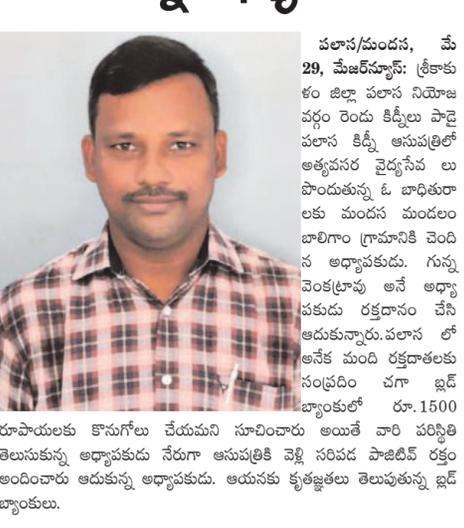 పలాస/మందస, మే
29, మేజర్‌న్యూస్: శ్రీకాకు
ళం జిల్లా పలాస నియోజ
వర్గం రెండు కిడ్నీలు పాడై
పలాస కిడ్నీ ఆసుపత్రిలో
అత్యవసర వైద్యసేవ లు
పొందుతున్న ఓ బాధితురా
లకు మందస మండలం
బాలిగాం గ్రామానికి చెంది
న అధ్యాపకుడు. గున్న
వెంకట్రావు అనే అధ్యా
పకుడు రక్తదానం చేసి
ఆదుకున్నారు.పలాస లో
అనేక మంది రక్తదాతలకు
సంప్రదిం చగా బ్లడ్
బ్యాంకులో రూ.1500
రూపాయలకు కొనుగోలు చేయమని సూచించారు అయితే వారి పరిస్థితి
తెలుసుకున్న అధ్యాపకుడు నేరుగా ఆసుపత్రికి వెళ్లి సరిపడ పాజిటివ్ రక్తం
అందించారు ఆదుకున్న అధ్యాపకుడు. ఆయనకు కృతజ్ఞతలు తెలుపుతున్న బ్లడ్
బ్యాంకులు.